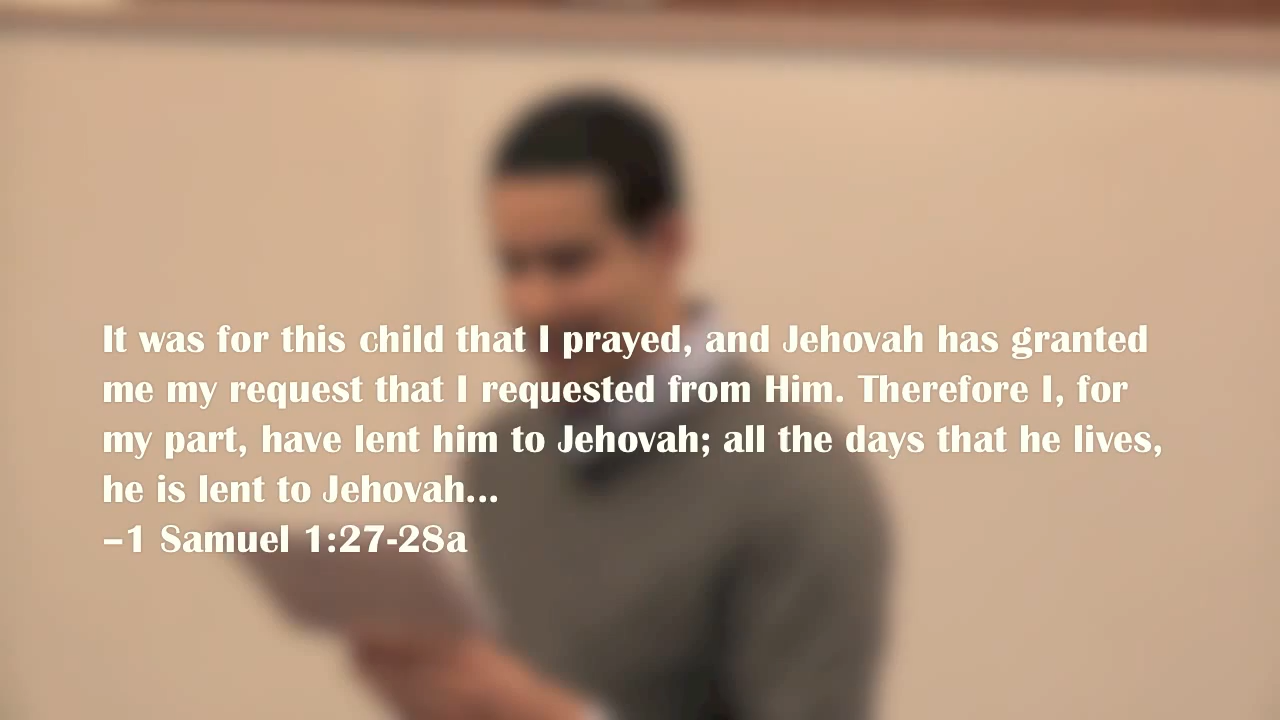 It was for this child that I prayed, and Jehovah has granted
me my request that I requested from Him. Therefore I, for
my part, have lent him to Jehovah; all the days that he lives,
he is lent to Jehovah...
–1 Samuel 1:27-28a